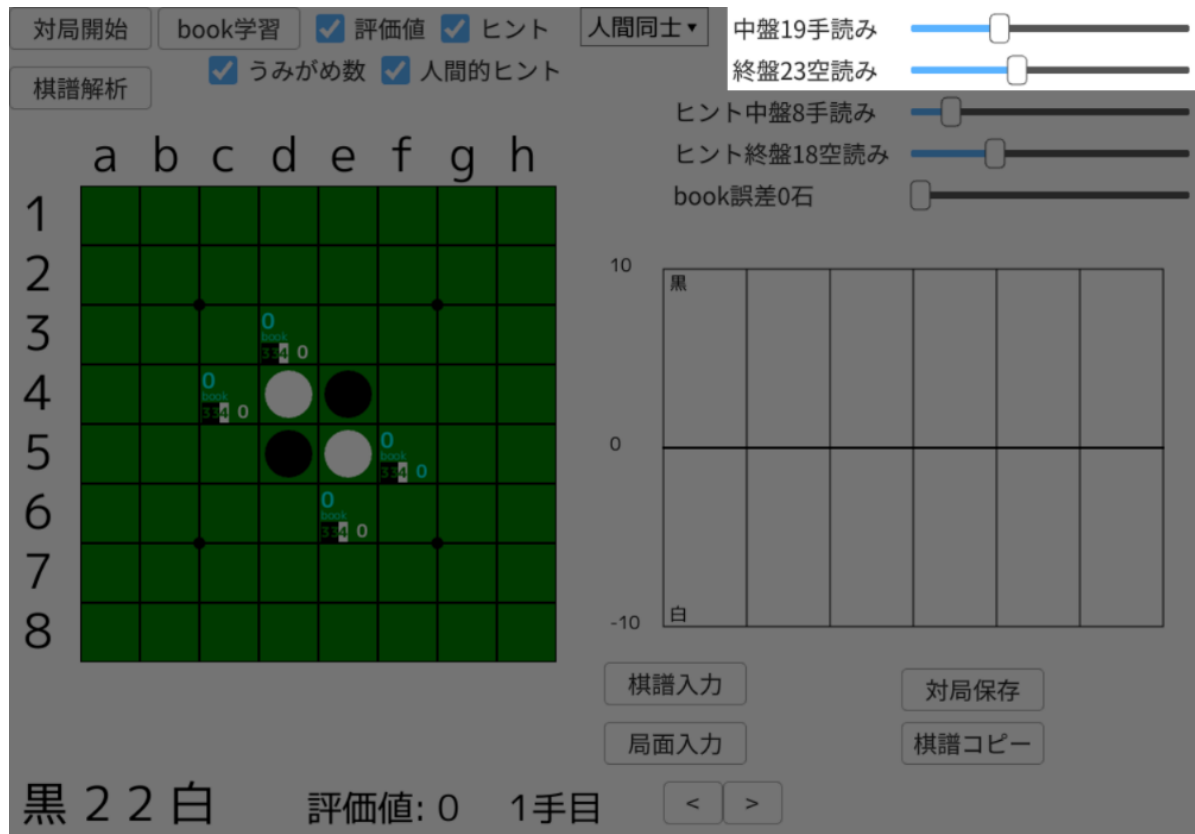 対局開始 book学習 評価値 ヒント 人間同士▾ 中盤19手読み
棋譜解析 うみがめ数 人間的ヒント 終盤23空読み
ヒント中盤8手読み
ヒント終盤18空読み
book誤差0石
a b c d e f g h
1
2
3
4
5
6
7
8
0
book
334 0
0
book
334 0
0
book
334 0
0
book
334 0
10
黒
0
-10
白
棋譜入力 対局保存
局面入力 棋譜コピー
黒 2 2 白 評価値: 0 1手目 < >